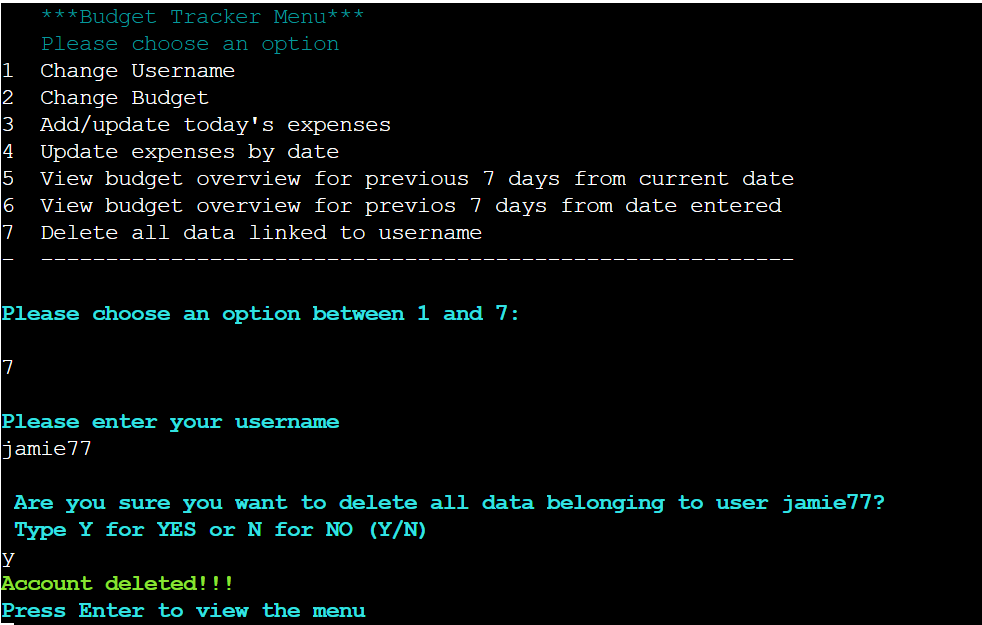 ***Budget Tracker Menu***
Please choose an option
1  Change Username
2  Change Budget
3  Add/update today's expenses
4  Update expenses by date
5  View budget overview for previous 7 days from current date
6  View budget overview for previos 7 days from date entered
7  Delete all data linked to username
-  ----------------------------------------------------------
Please choose an option between 1 and 7:
7
Please enter your username
jamie77
Are you sure you want to delete all data belonging to user jamie77?
Type Y for YES or N for NO (Y/N)
y
Account deleted!!!
Press Enter to view the menu